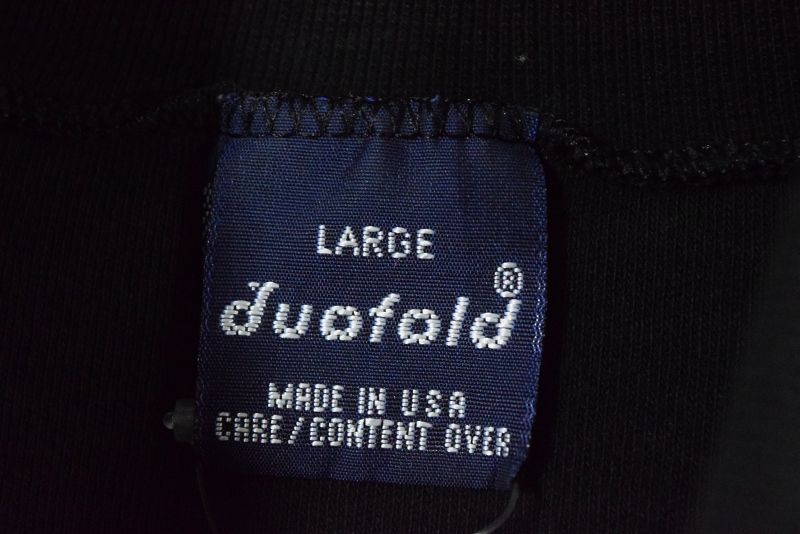 LARGE
duofold®
MADE IN USA
CARE/CONTENT OVER